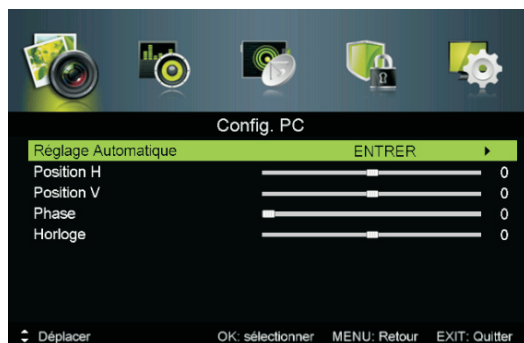 Config. PC
Réglage Automatique ENTRER
Position H 0
Position V 0
Phase 0
Horloge 0
Déplacer OK: sélectionner MENU: Retour EXIT: Quitter